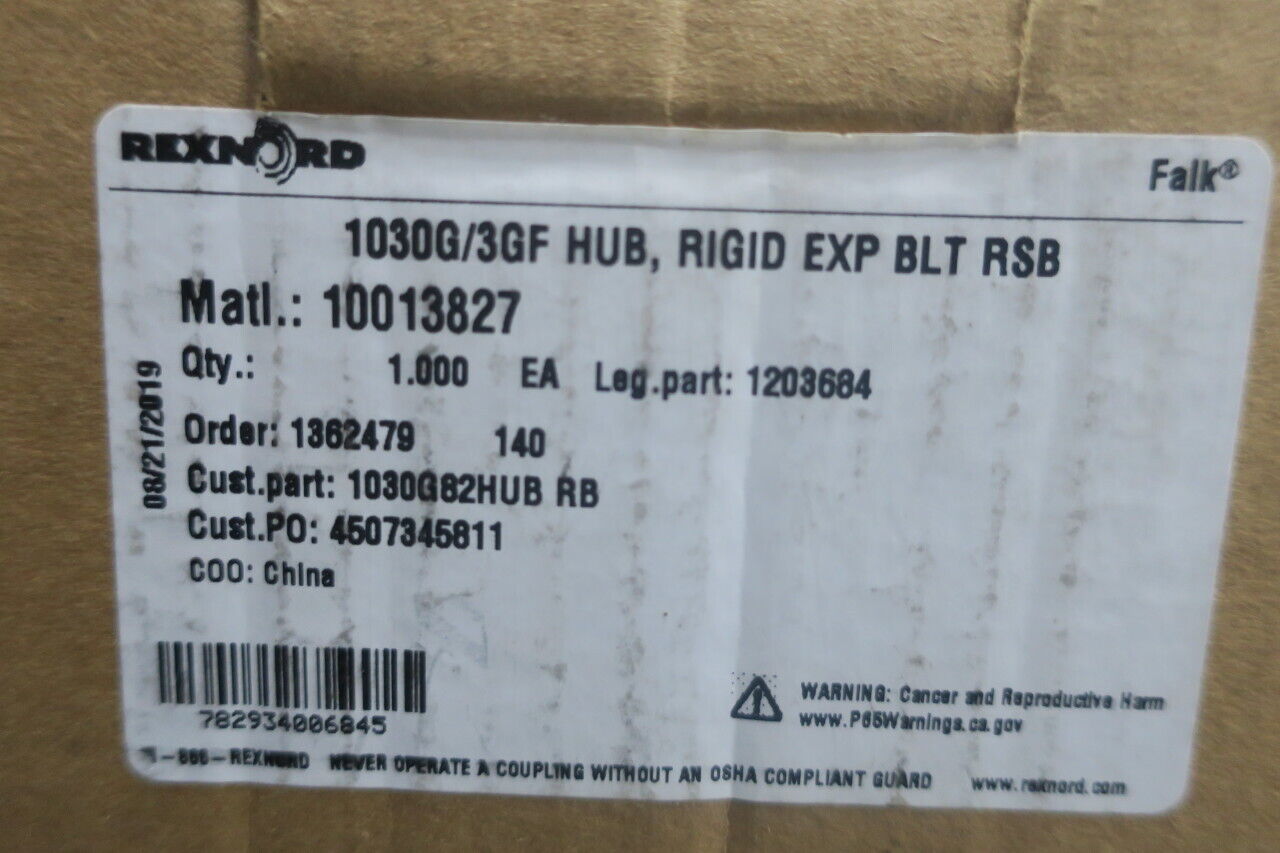 REXNORD
Falk®
1030G/3GF HUB, RIGID EXP BLT RSB
Matl.: 10013827
Qty.: 1.000 EA Leg.part: 1203684
Order: 1362479 140
Cust.part: 1030G82HUB RB
Cust.PO: 4507345811
COO: China
08/21/2019
782934006845
WARNING: Cancer and Reproductive Harm
www.P65Warnings.ca.gov
1-866-REXNORD NEVER OPERATE A COUPLING WITHOUT AN OSHA COMPLIANT GUARD www.rexnord.com